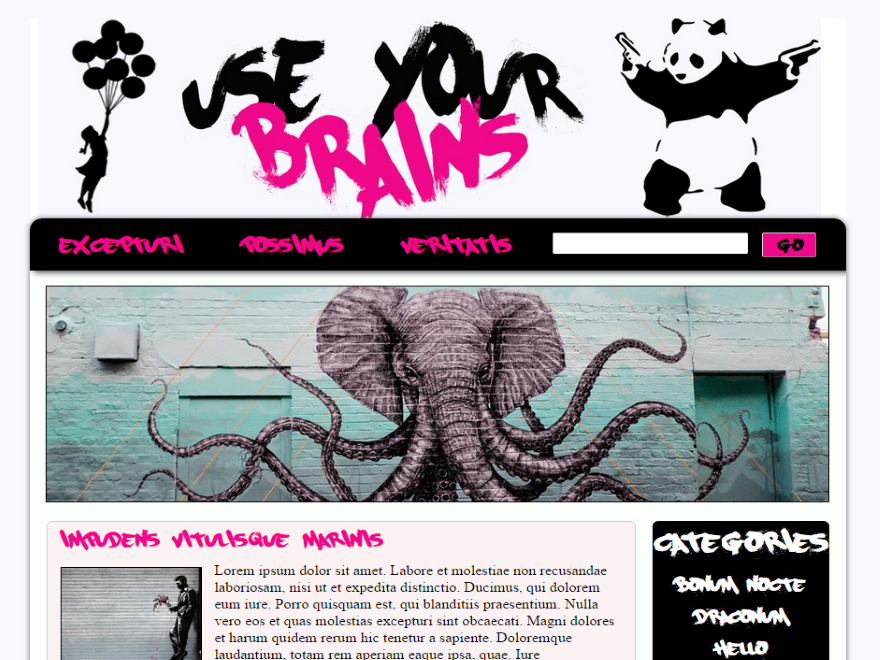 USE YOUR
BRAINS
EXCEPTURI POSSIMUS VERITATIS GO
IMPUDENS VITULISQUE MARINIS
Lorem ipsum dolor sit amet. Labore et molestiae non recusandae
laboriosam, nisi ut et expedita distinctio. Ducimus, qui dolorem
eum iure. Porro quisquam est, qui blanditiis praesentium. Nulla
vero eos et quas molestias excepturi sint obcaecati. Magni dolores
et harum quidem rerum hic tenetur a sapiente. Doloremque
laudantium, totam rem aperiam eaque ipsa, quae. Iure
CATEGORIES
BONUM NOCTE
DRACONUM
HELLO